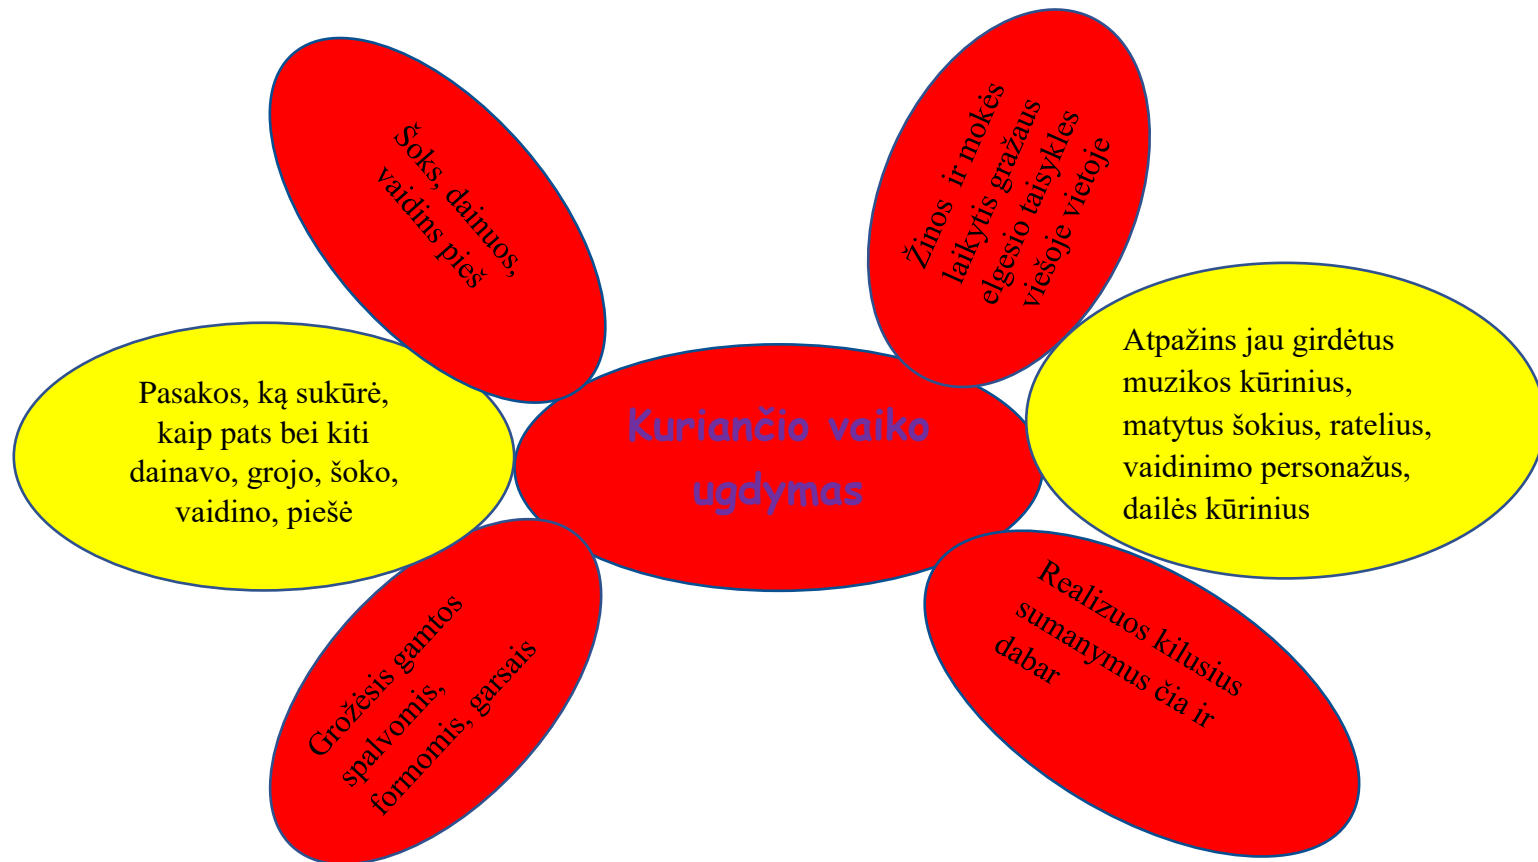 Šoks, dainuos,
vaidins pieš
Žinos ir mokės
laikytis gražaus
elgesio taisykles
viešoje vietoje
Pasakos, ką sukūrė,
kaip pats bei kiti
dainavo, grojo, šoko,
vaidino, piešė
Kuriančio vaiko
ugdymas
Atpažins jau girdėtus
muzikos kūrinius,
matytus šokius, ratelius,
vaidinimo personažus,
dailės kūrinius
Grožėsis gamtos
spalvomis,
formomis, garsais
Realizuos kilusius
sumanymus čia ir
dabar